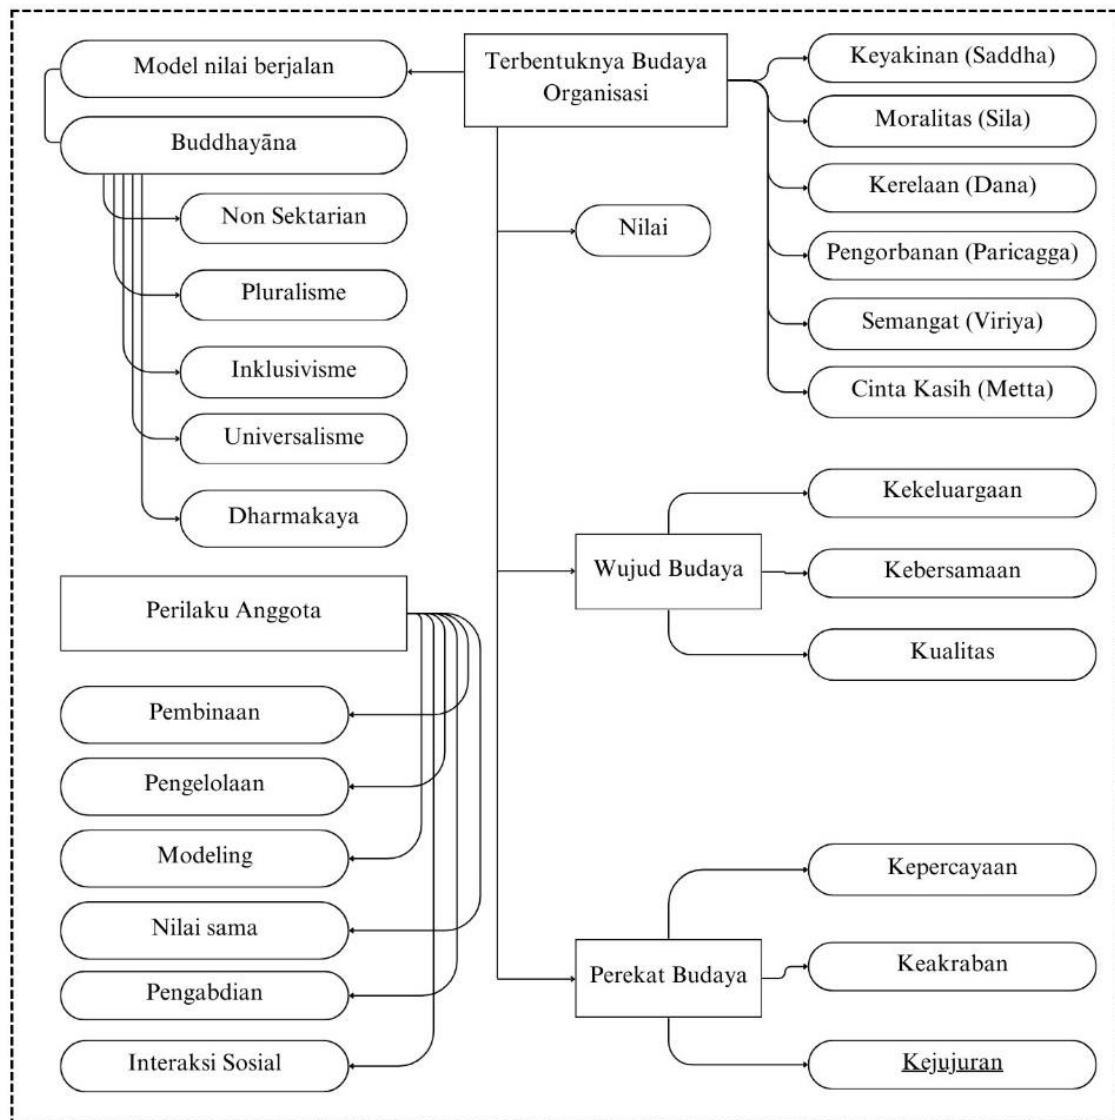 Model nilai berjalan
Buddhayāna
Non Sektarian
Pluralisme
Inklusivisme
Universalisme
Dharmakaya
Perilaku Anggota
Pembinaan
Pengelolaan
Modeling
Nilai sama
Pengabdian
Interaksi Sosial
Terbentuknya Budaya
Organisasi
Nilai
Wujud Budaya
Perekat Budaya
Keyakinan (Saddha)
Moralitas (Sila)
Kerelaan (Dana)
Pengorbanan (Paricagga)
Semangat (Viriya)
Cinta Kasih (Metta)
Kekeluargaan
Kebersamaan
Kualitas
Kepercayaan
Keakraban
Kejujuran